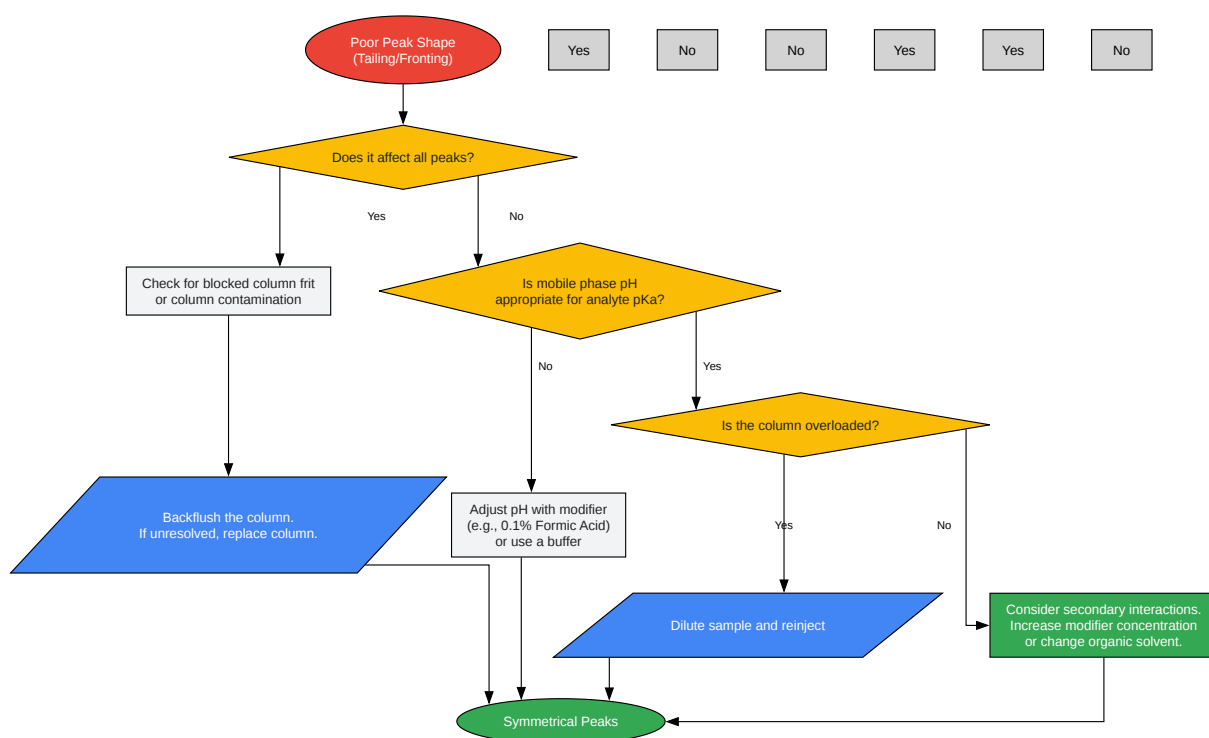 Poor Peak Shape
(Tailing/Fronting)
Yes
No
No
Yes
Yes
No
Does it affect all peaks?
Yes
No
Check for blocked column frit
or column contamination
Is mobile phase pH
appropriate for analyte pKa?
No
Yes
Is the column overloaded?
Backflush the column.
If unresolved, replace column.
Adjust pH with modifier
(e.g., 0.1% Formic Acid)
or use a buffer
Yes
No
Dilute sample and reinject
Consider secondary interactions.
Increase modifier concentration
or change organic solvent.
Symmetrical Peaks